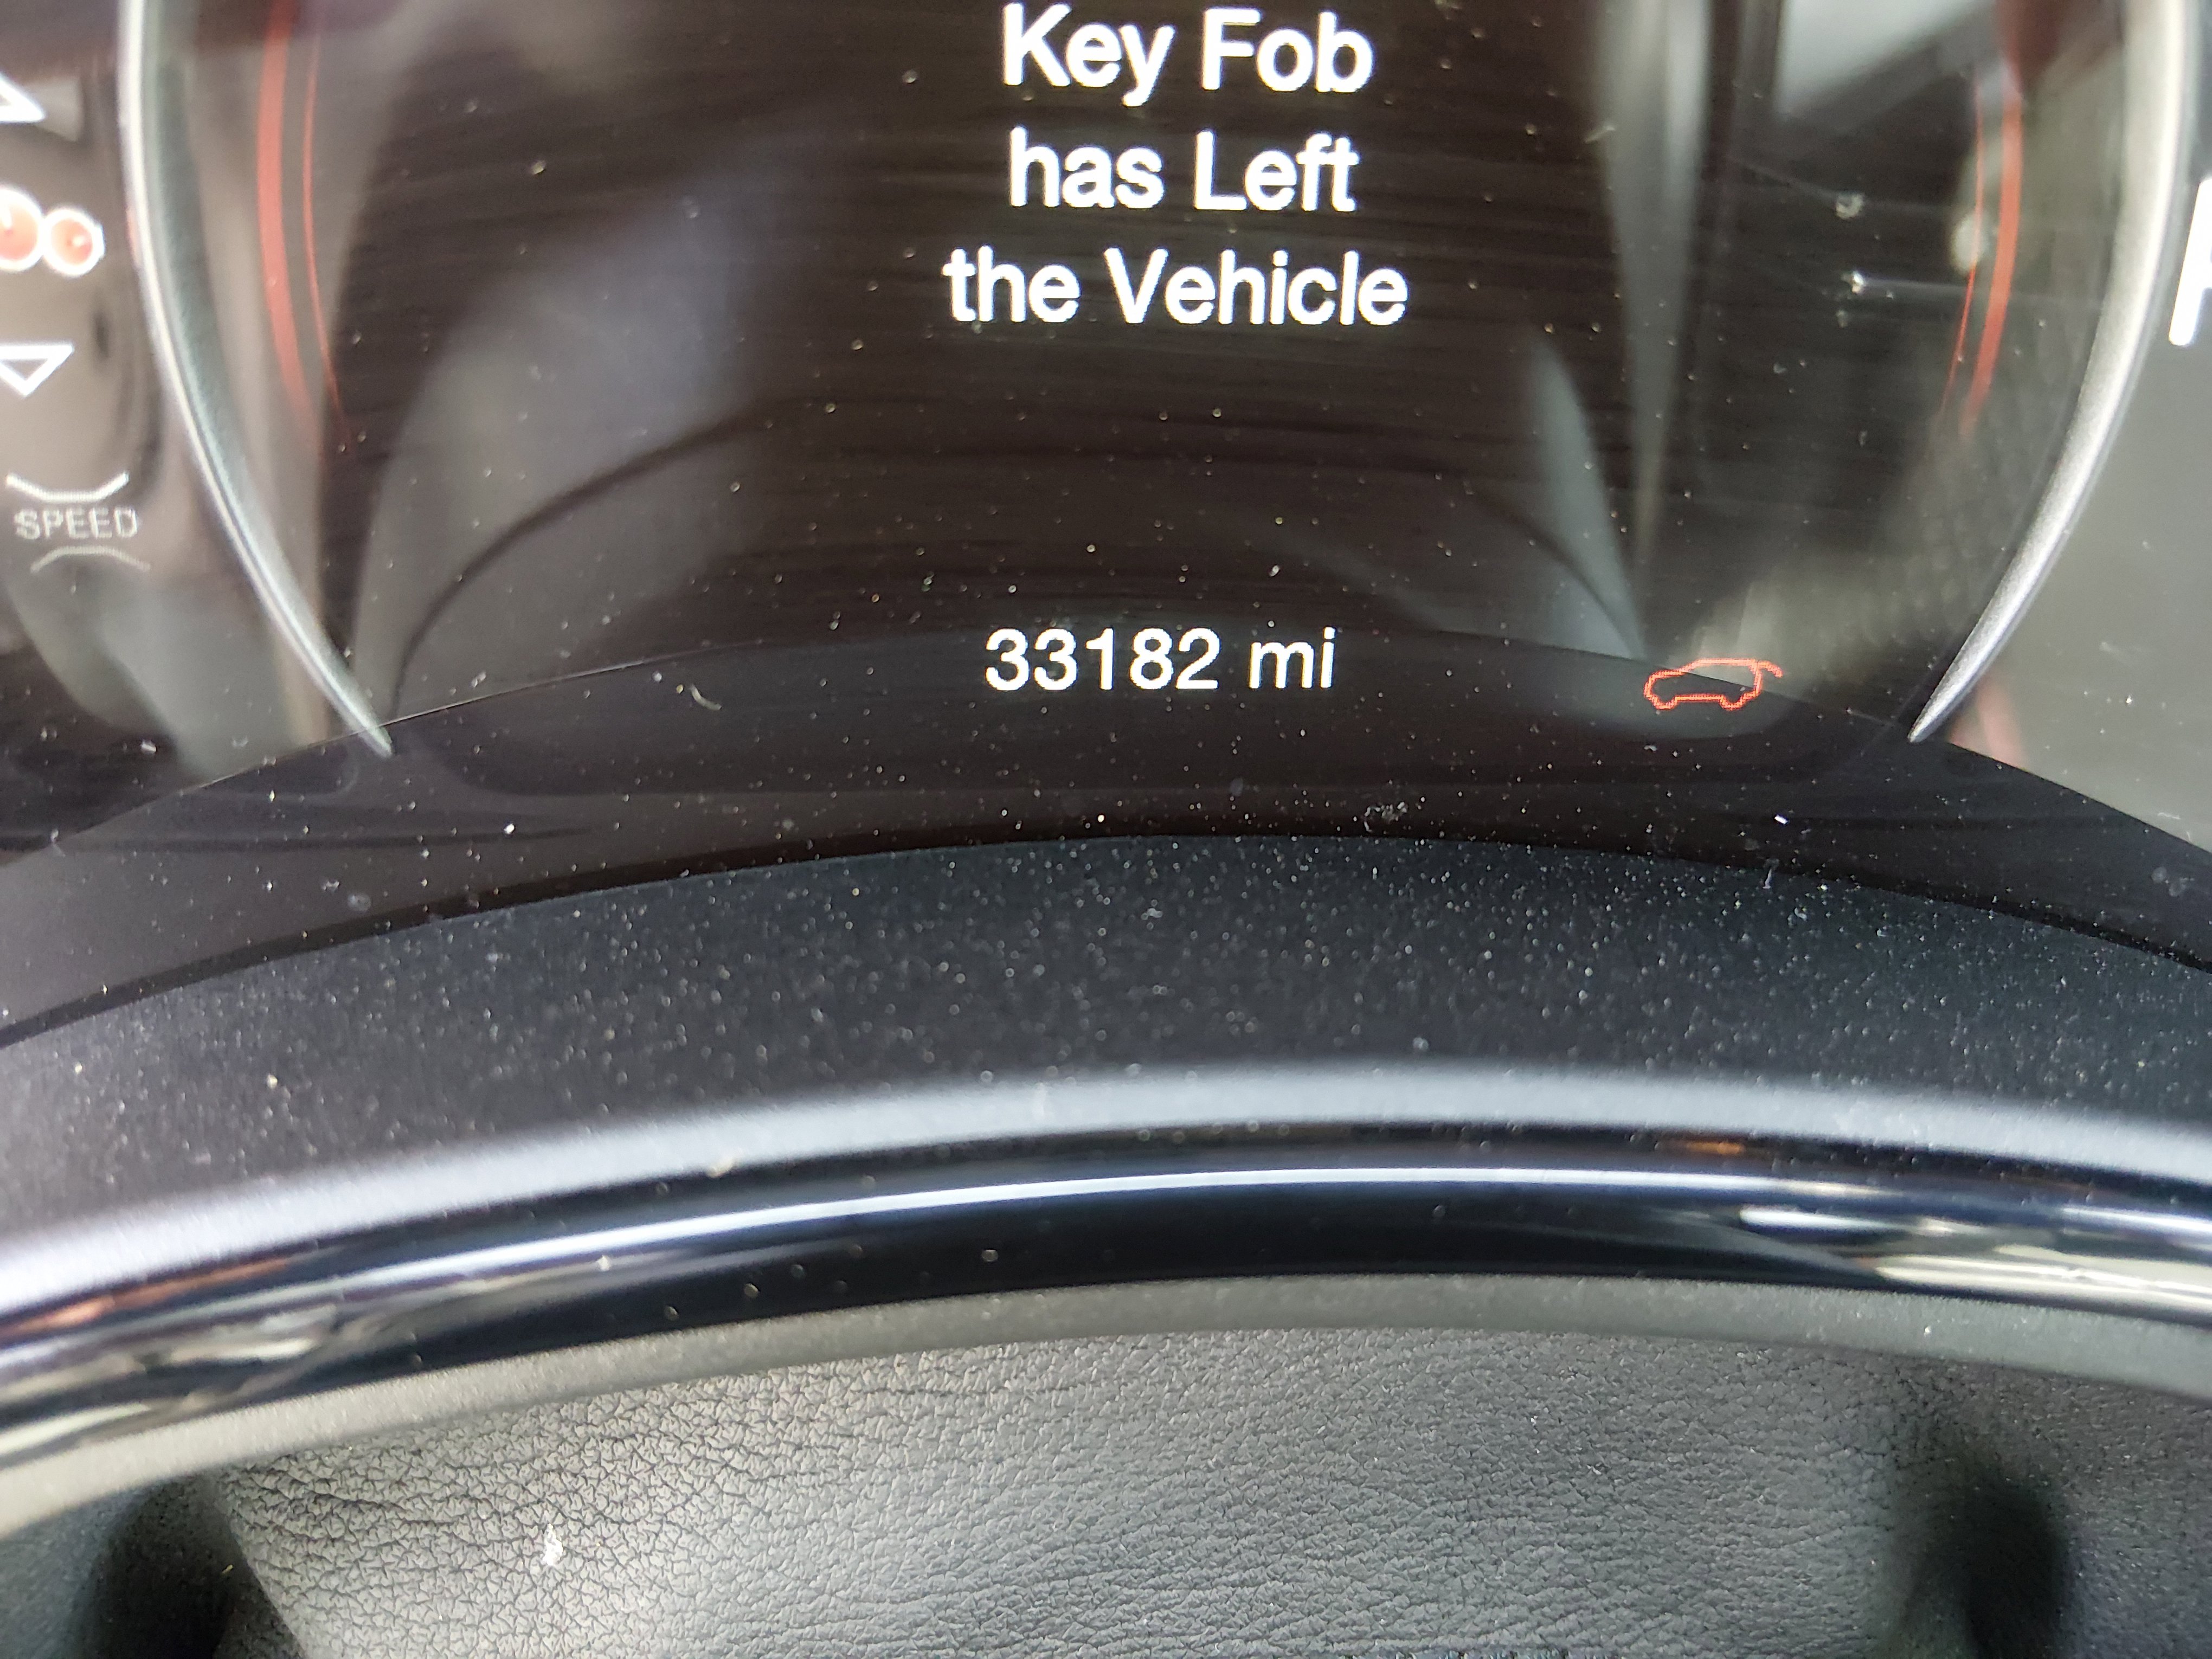 Key Fob
has Left
the Vehicle
SPEED
33182 mi